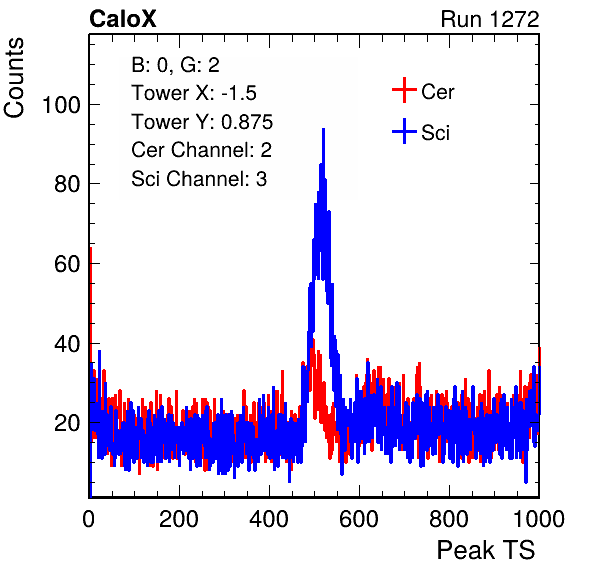 CaloX
Run 1272
Counts
B: 0, G: 2
Tower X: -1.5
Tower Y: 0.875
Cer Channel: 2
Sci Channel: 3
Cer
Sci
100
80
60
40
20
0
200
400
600
800
1000
Peak TS